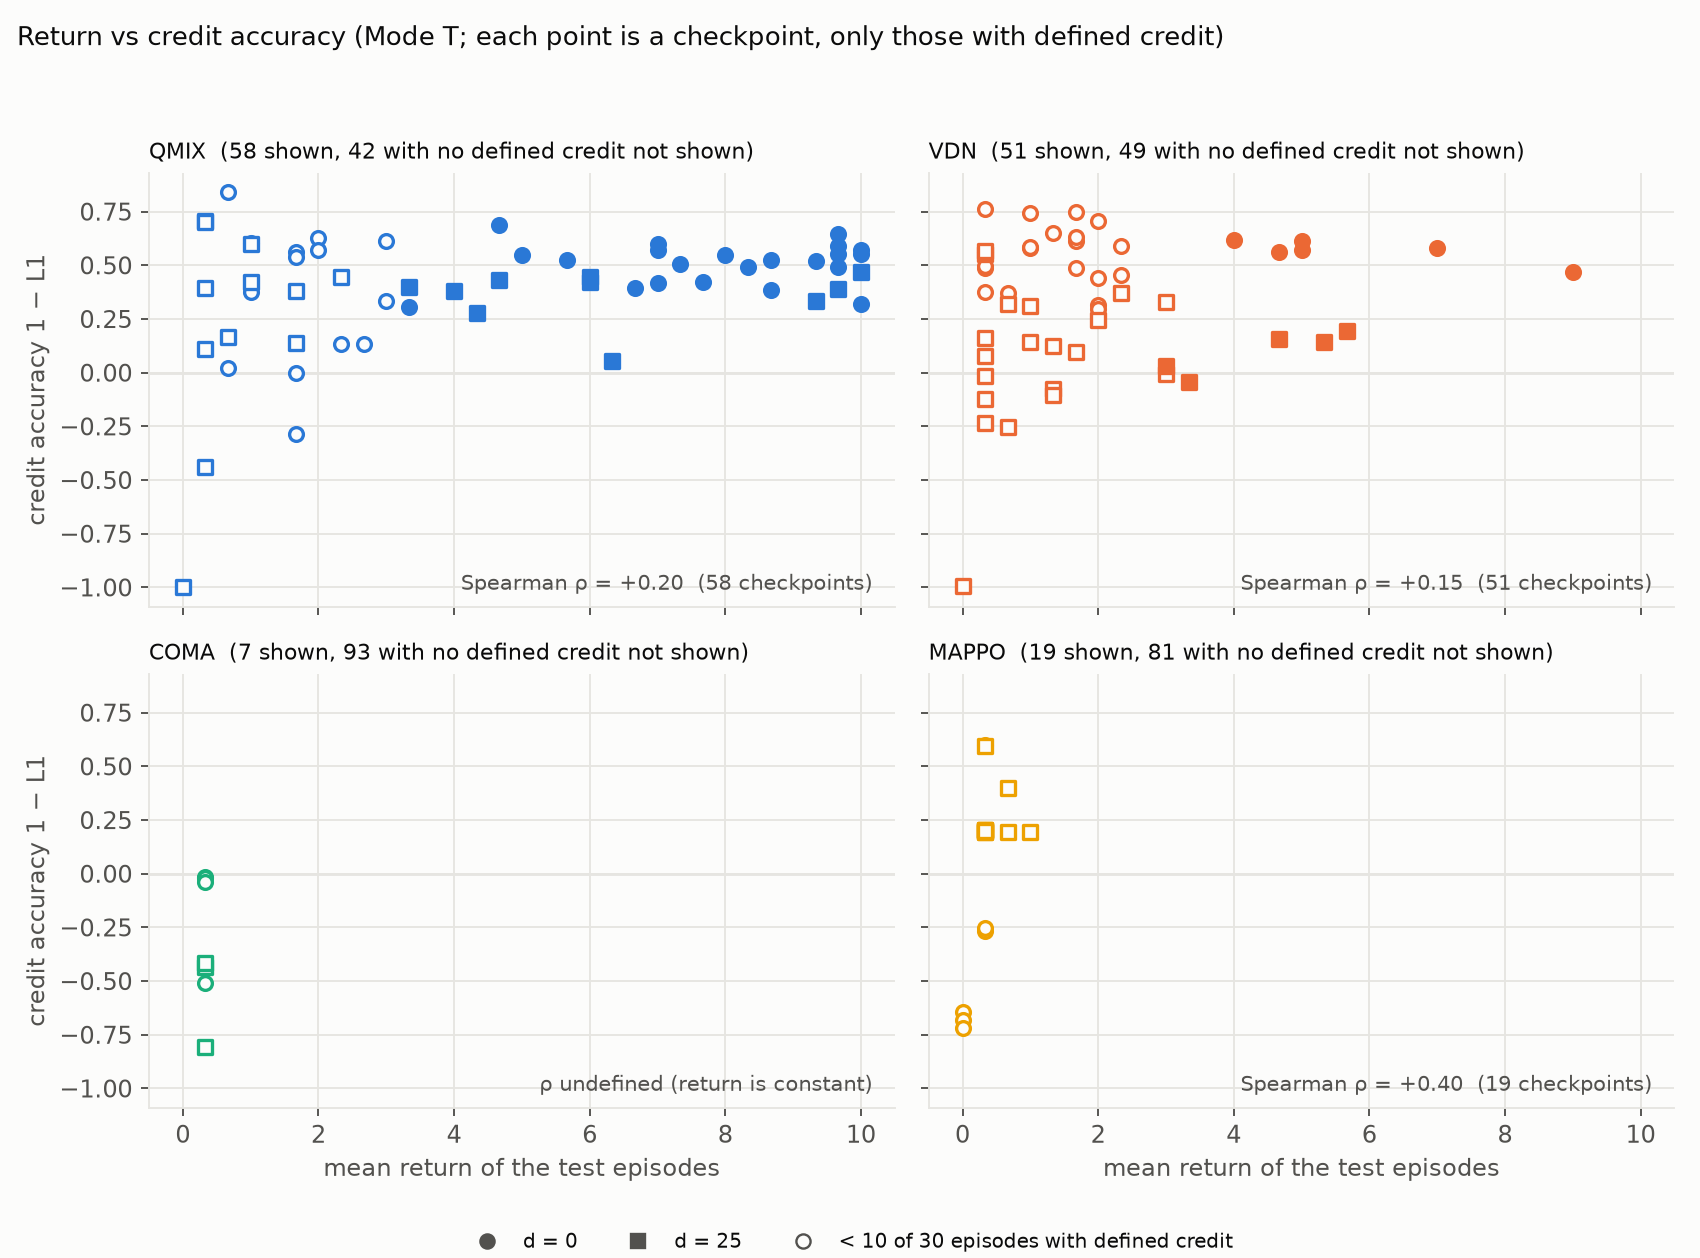 Return vs credit accuracy (Mode T; each point is a checkpoint, only those with defined credit)
QMIX  (58 shown, 42 with no defined credit not shown)
VDN  (51 shown, 49 with no defined credit not shown)
credit accuracy 1 − L1
0.75
0.50
0.25
0.00
−0.25
−0.50
−0.75
−1.00
Spearman ρ = +0.20  (58 checkpoints)
Spearman ρ = +0.15  (51 checkpoints)
COMA  (7 shown, 93 with no defined credit not shown)
MAPPO  (19 shown, 81 with no defined credit not shown)
credit accuracy 1 − L1
0.75
0.50
0.25
0.00
−0.25
−0.50
−0.75
−1.00
ρ undefined (return is constant)
Spearman ρ = +0.40  (19 checkpoints)
0 2 4 6 8 10
0 2 4 6 8 10
mean return of the test episodes
mean return of the test episodes
d = 0
d = 25
< 10 of 30 episodes with defined credit